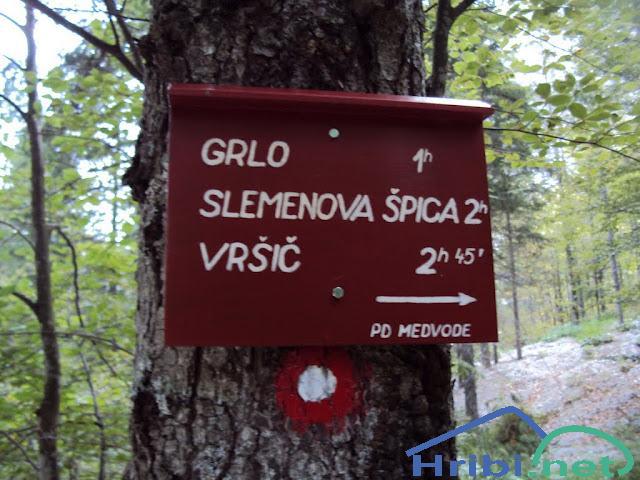 GRLO 1h
SLEMENOVA ŠPICA 2h
VRŠIČ 2h 45'
PD MEDVODE
Hribi.net